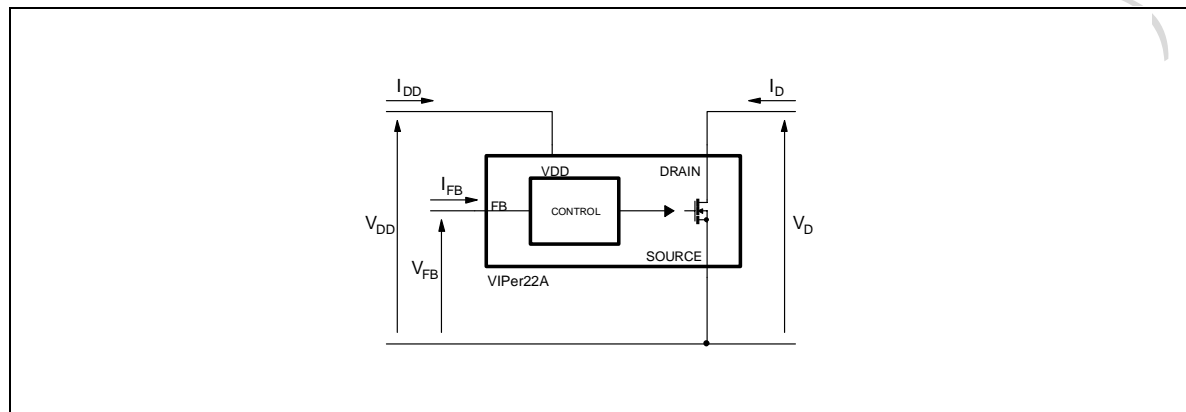 IDD
ID
VDD
DRAIN
IFB
FB
CONTROL
VDD
VD
SOURCE
VFB
VIPer22A